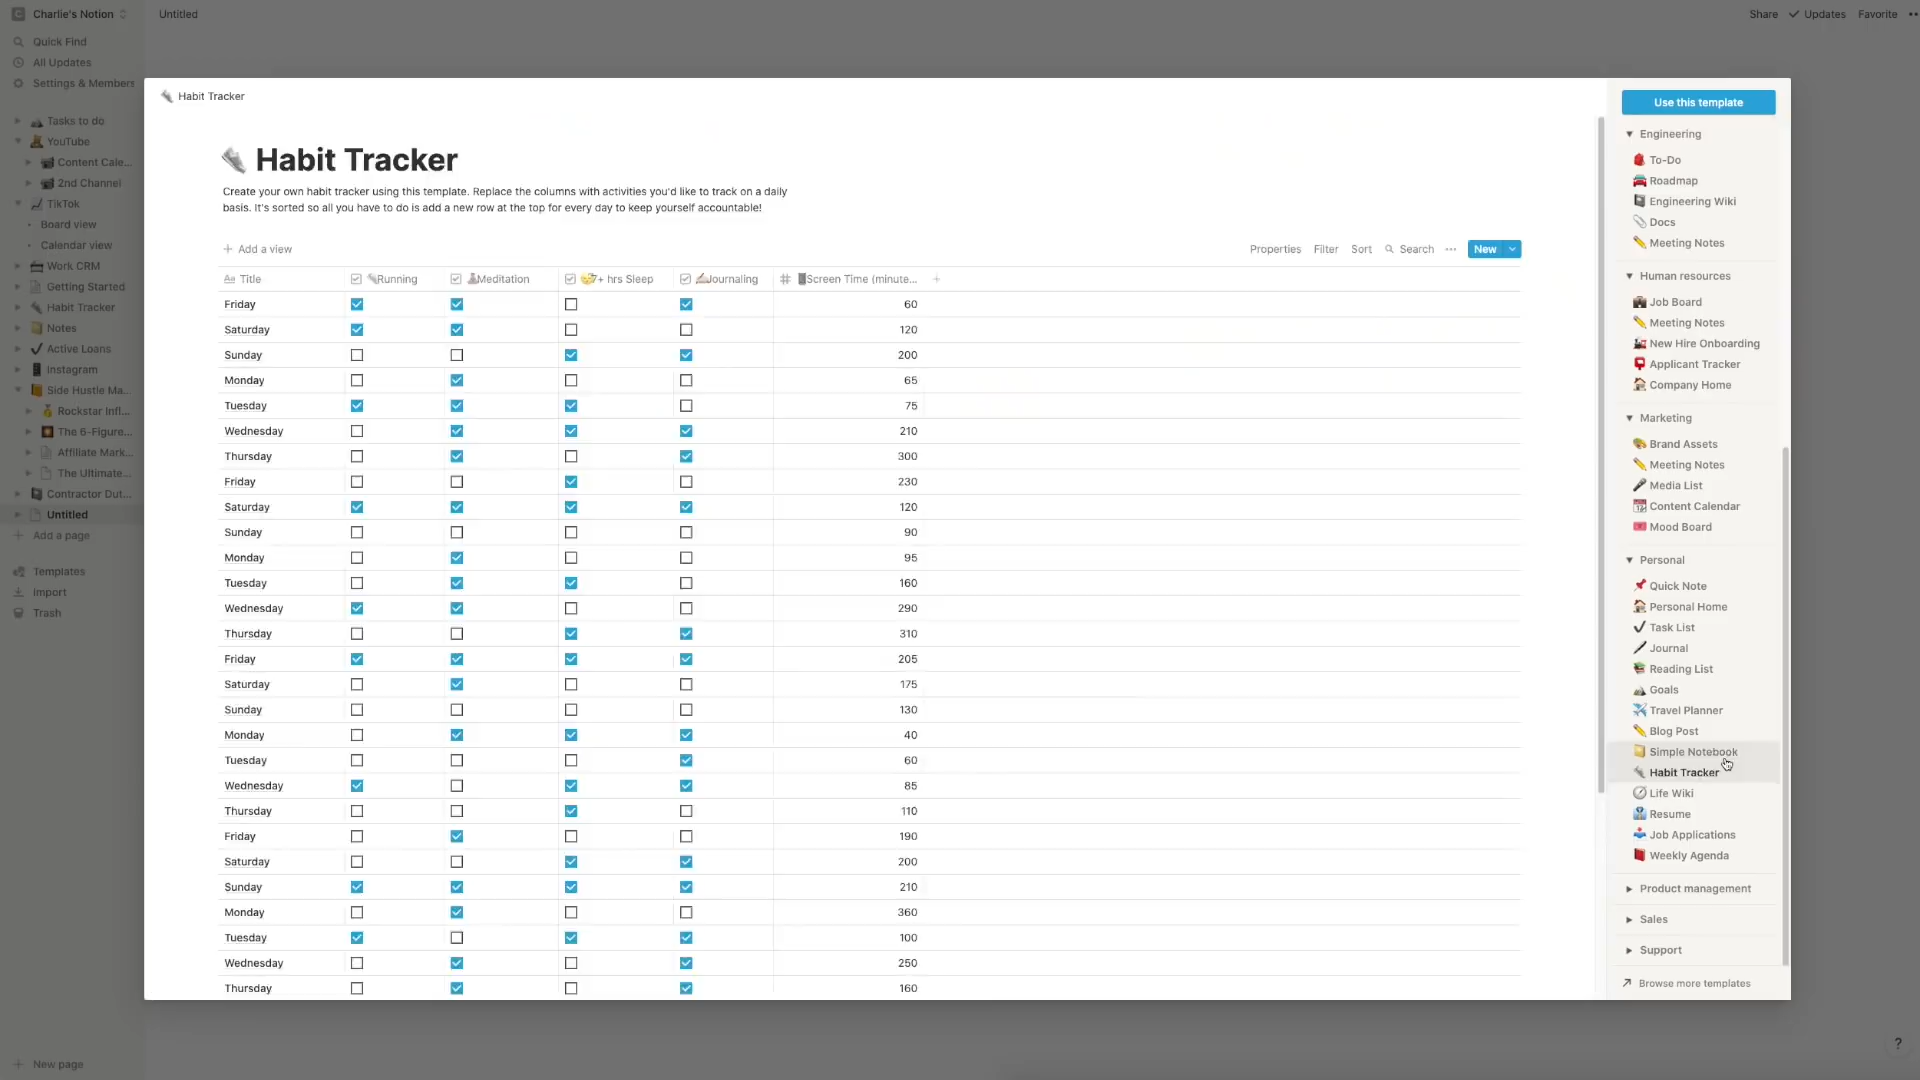 Charlie's Notion
Untitled
Share
Updates
Favorite
Quick Find
All Updates
Settings & Members
Tasks to do
YouTube
Content Cale...
2nd Channel
TikTok
Board view
Calendar view
Work CRM
Getting Started
Habit Tracker
Notes
Active Loans
Instagram
Side Hustle Ma...
Rockstar Infl...
The 6-Figure...
Affiliate Mark...
The Ultimate...
Contractor Dut...
Untitled
Add a page
Templates
Import
Trash
New page
Habit Tracker
Habit Tracker
Create your own habit tracker using this template. Replace the columns with activities you'd like to track on a daily
basis. It's sorted so all you have to do is add a new row at the top for every day to keep yourself accountable!
Add a view
Properties Filter Sort Search ... New
Aa Title Running Meditation 7+ hrs Sleep Journaling # Screen Time (minute... +
Friday 60
Saturday 120
Sunday 200
Monday 65
Tuesday 75
Wednesday 210
Thursday 300
Friday 230
Saturday 120
Sunday 90
Monday 95
Tuesday 160
Wednesday 290
Thursday 310
Friday 205
Saturday 175
Sunday 130
Monday 40
Tuesday 60
Wednesday 85
Thursday 110
Friday 190
Saturday 200
Sunday 210
Monday 360
Tuesday 100
Wednesday 250
Thursday 160
Use this template
Engineering
To-Do
Roadmap
Engineering Wiki
Docs
Meeting Notes
Human resources
Job Board
Meeting Notes
New Hire Onboarding
Applicant Tracker
Company Home
Marketing
Brand Assets
Meeting Notes
Media List
Content Calendar
Mood Board
Personal
Quick Note
Personal Home
Task List
Journal
Reading List
Goals
Travel Planner
Blog Post
Simple Notebook
Habit Tracker
Life Wiki
Resume
Job Applications
Weekly Agenda
Product management
Sales
Support
Browse more templates
?